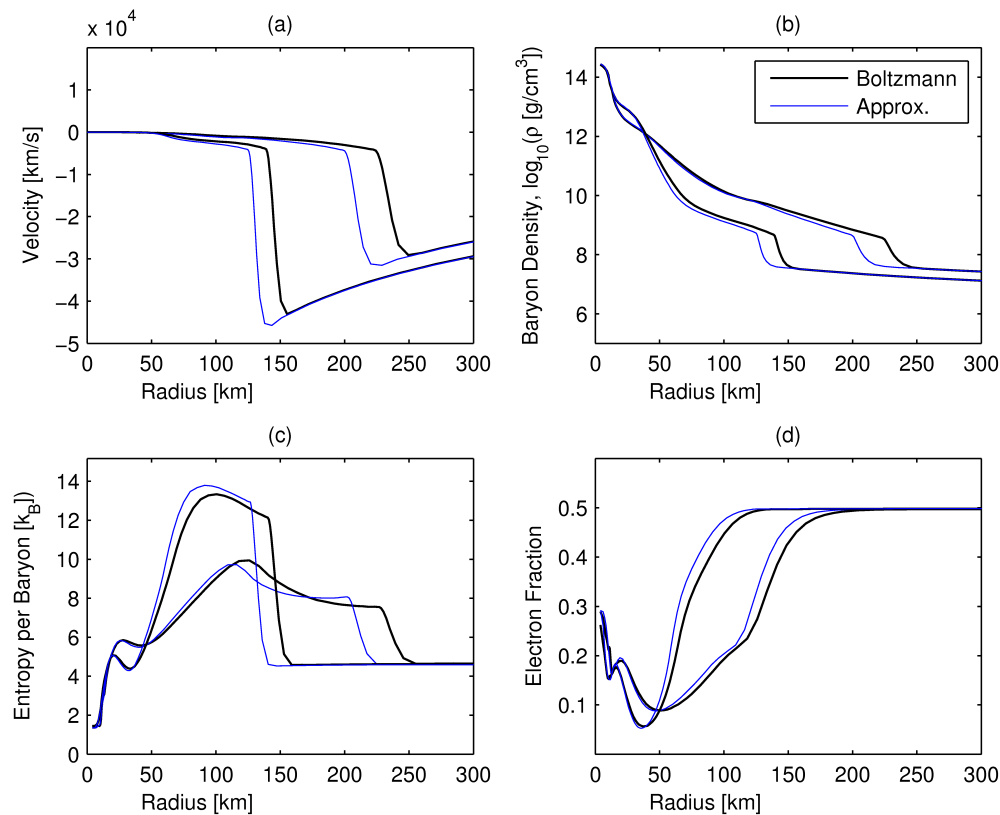 (a)
x 10⁴
1
0
−1
−2
−3
−4
−5
0 50 100 150 200 250 300
Radius [km]
Velocity [km/s]
(b)
14
12
10
8
6
0 50 100 150 200 250 300
Radius [km]
Baryon Density, log₁₀(ρ [g/cm³])
Boltzmann
Approx.
(c)
14
12
10
8
6
4
2
0
0 50 100 150 200 250 300
Radius [km]
Entropy per Baryon [k_B])
(d)
0.5
0.4
0.3
0.2
0.1
0 50 100 150 200 250 300
Radius [km]
Electron Fraction